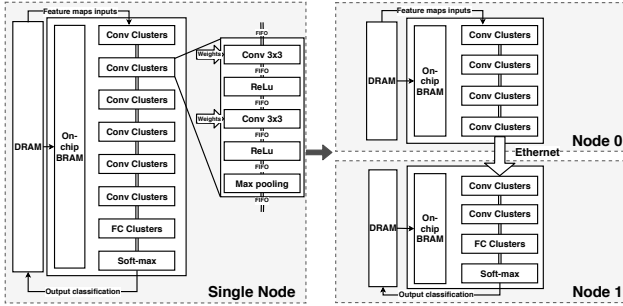 Feature maps inputs
Conv Clusters
Conv Clusters
Conv Clusters
Conv Clusters
Conv Clusters
Conv Clusters
FC Clusters
Soft-max
DRAM
On-chip BRAM
Output classification
Single Node
FIFO
Weights
Conv 3x3
FIFO
ReLu
FIFO
Weights
Conv 3x3
FIFO
ReLu
FIFO
Max pooling
FIFO
Feature maps inputs
DRAM
On-chip BRAM
Conv Clusters
Conv Clusters
Conv Clusters
Conv Clusters
Node 0
Ethernet
DRAM
On-chip BRAM
Conv Clusters
Conv Clusters
FC Clusters
Soft-max
Output classification
Node 1